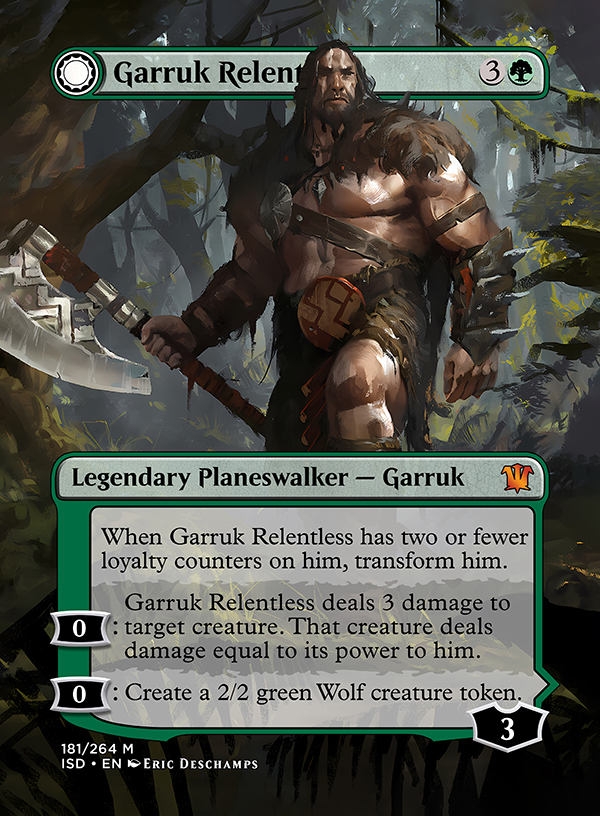 Garruk Relent
3
Legendary Planeswalker — Garruk
When Garruk Relentless has two or fewer
loyalty counters on him, transform him.
0 : Garruk Relentless deals 3 damage to
target creature. That creature deals
damage equal to its power to him.
0 : Create a 2/2 green Wolf creature token.
3
181/264 M
ISD • EN Eric Deschamps